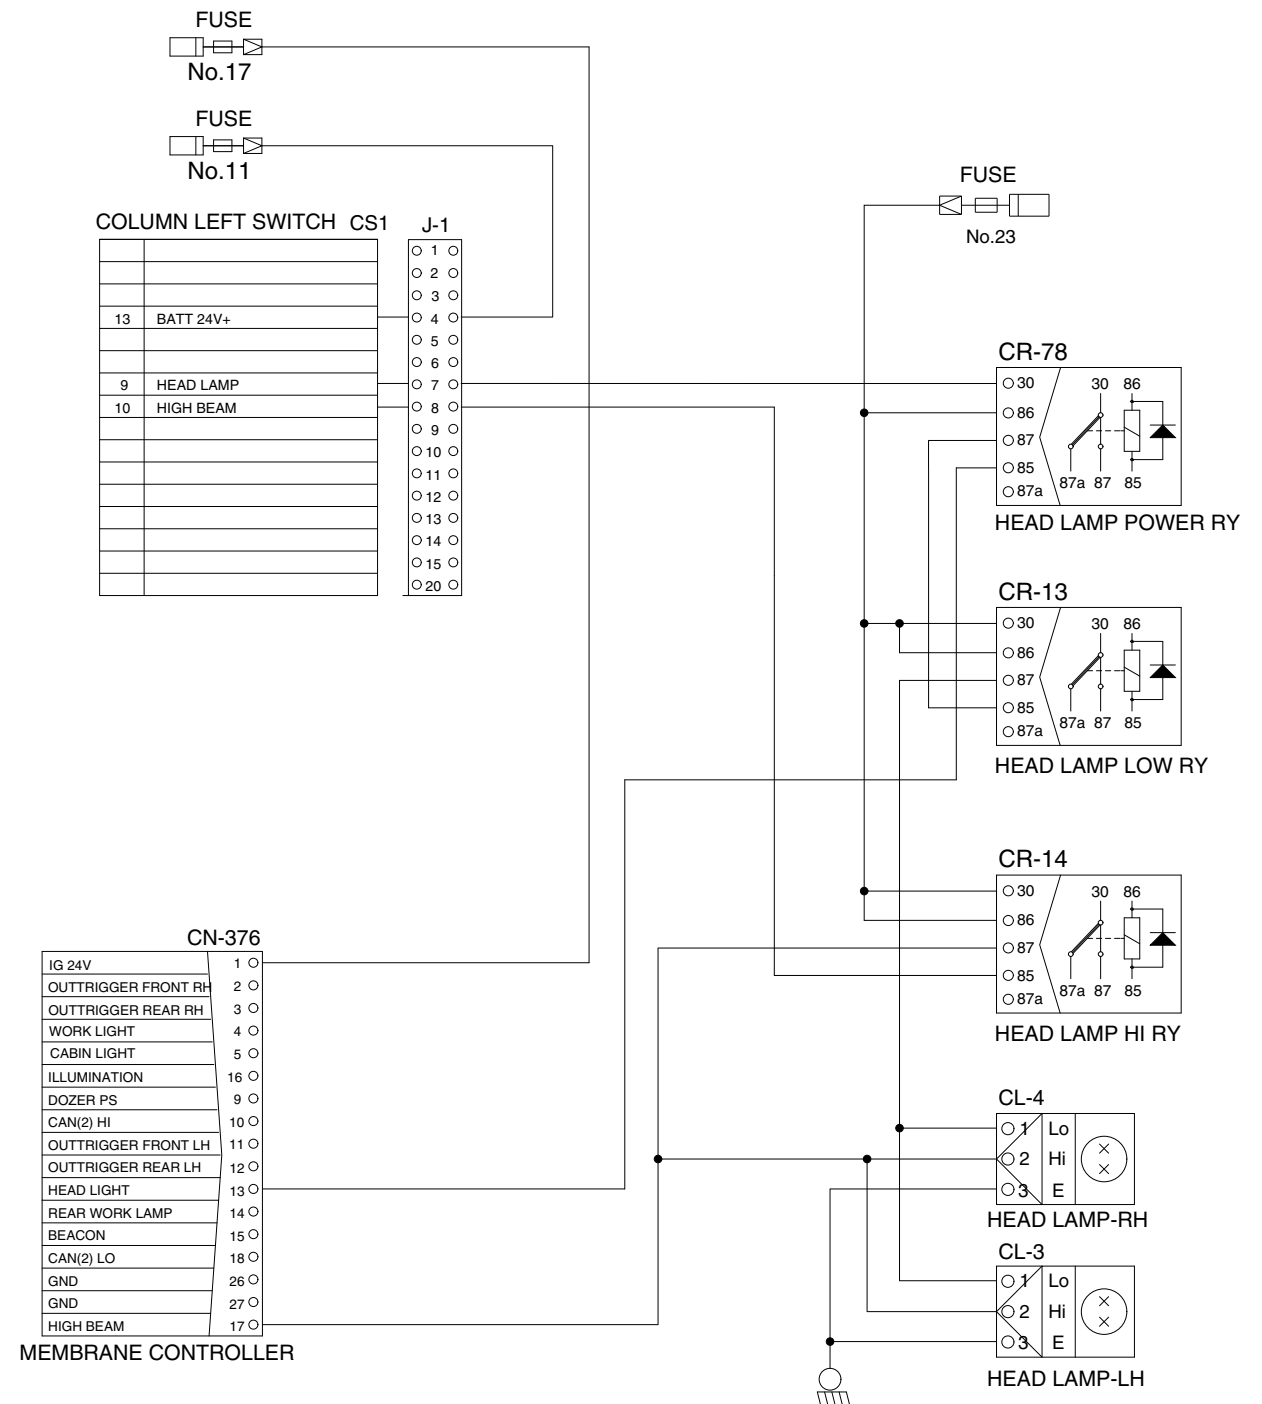 FUSE
No.17
FUSE
No.11
FUSE
No.23
COLUMN LEFT SWITCH CS1 J-1
1
2
3
13 BATT 24V+ 4
5
6
9 HEAD LAMP 7
10 HIGH BEAM 8
9
10
11
12
13
14
15
20
CR-78
30 30 86
86
87
85 87a 87 85
87a
HEAD LAMP POWER RY
CR-13
30 30 86
86
87
85 87a 87 85
87a
HEAD LAMP LOW RY
CR-14
30 30 86
86
87
85 87a 87 85
87a
HEAD LAMP HI RY
CN-376
IG 24V 1
OUTTRIGGER FRONT RH 2
OUTTRIGGER REAR RH 3
WORK LIGHT 4
CABIN LIGHT 5
ILLUMINATION 16
DOZER PS 9
CAN(2) HI 10
OUTTRIGGER FRONT LH 11
OUTTRIGGER REAR LH 12
HEAD LIGHT 13
REAR WORK LAMP 14
BEACON 15
CAN(2) LO 18
GND 26
GND 27
HIGH BEAM 17
MEMBRANE CONTROLLER
CL-4
1 Lo
2 Hi
3 E
HEAD LAMP-RH
CL-3
1 Lo
2 Hi
3 E
HEAD LAMP-LH